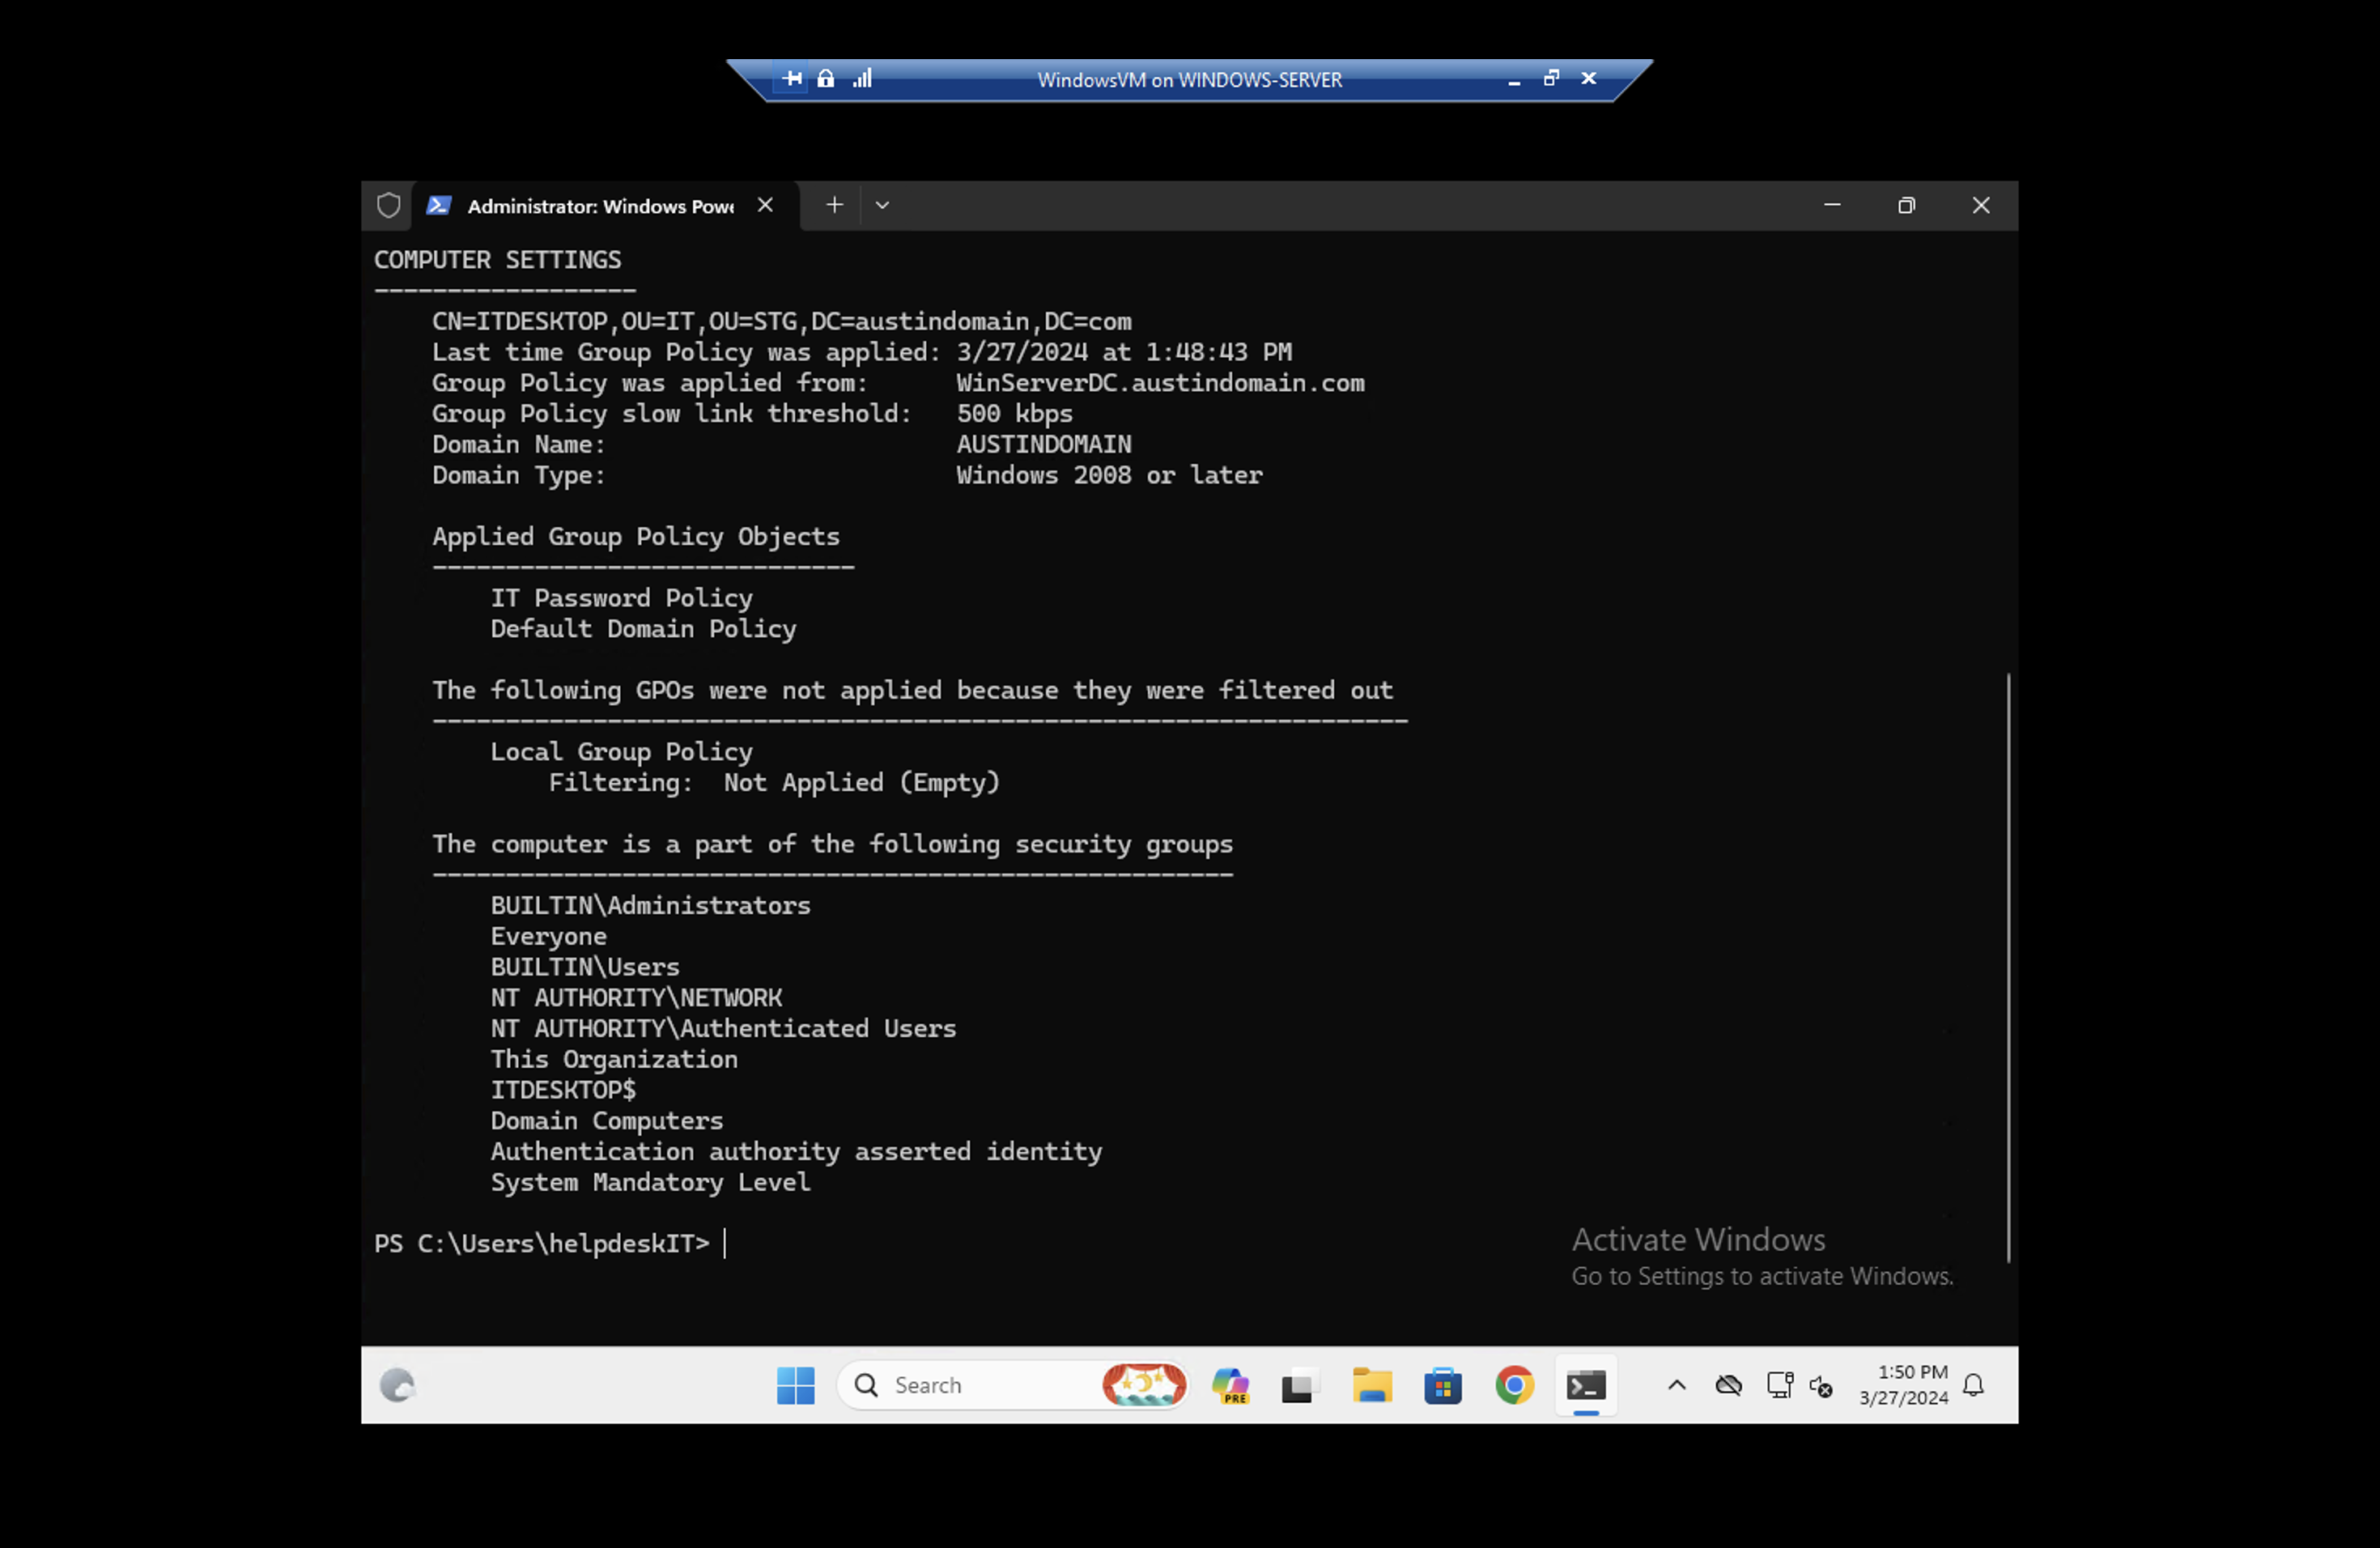 WindowsVM on WINDOWS-SERVER
Administrator: Windows Powe
COMPUTER SETTINGS
------------------
CN=ITDESKTOP,OU=IT,OU=STG,DC=austindomain,DC=com
Last time Group Policy was applied: 3/27/2024 at 1:48:43 PM
Group Policy was applied from:      WinServerDC.austindomain.com
Group Policy slow link threshold:   500 kbps
Domain Name:                        AUSTINDOMAIN
Domain Type:                        Windows 2008 or later
Applied Group Policy Objects
-----------------------------
IT Password Policy
Default Domain Policy
The following GPOs were not applied because they were filtered out
-------------------------------------------------------------------
Local Group Policy
Filtering:  Not Applied (Empty)
The computer is a part of the following security groups
-------------------------------------------------------
BUILTIN\Administrators
Everyone
BUILTIN\Users
NT AUTHORITY\NETWORK
NT AUTHORITY\Authenticated Users
This Organization
ITDESKTOP$
Domain Computers
Authentication authority asserted identity
System Mandatory Level
PS C:\Users\helpdeskIT>
Activate Windows
Go to Settings to activate Windows.
Search
PRE
1:50 PM
3/27/2024